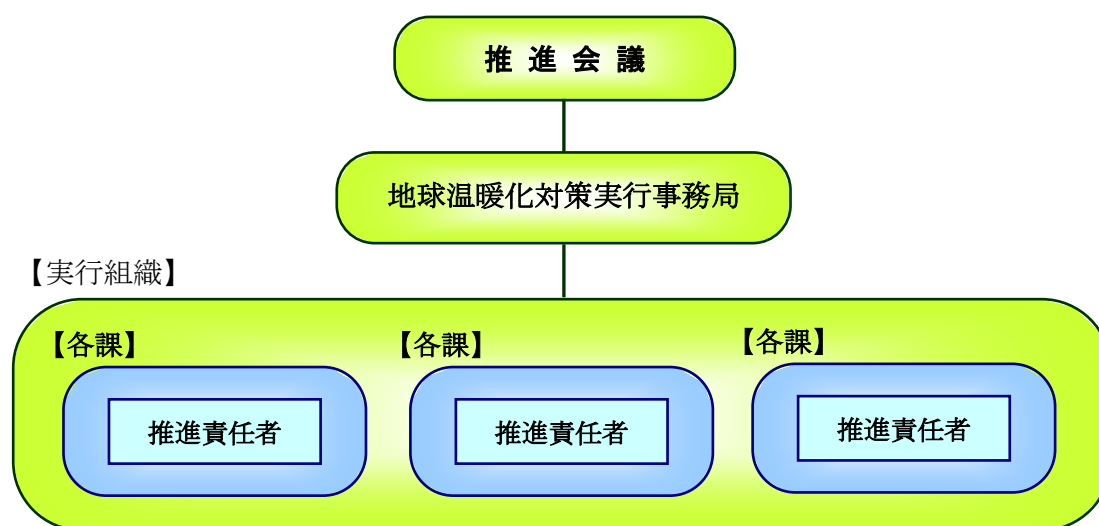 推 進 会 議
地球温暖化対策実行事務局
【実行組織】
【各課】
【各課】
【各課】
推進責任者
推進責任者
推進責任者